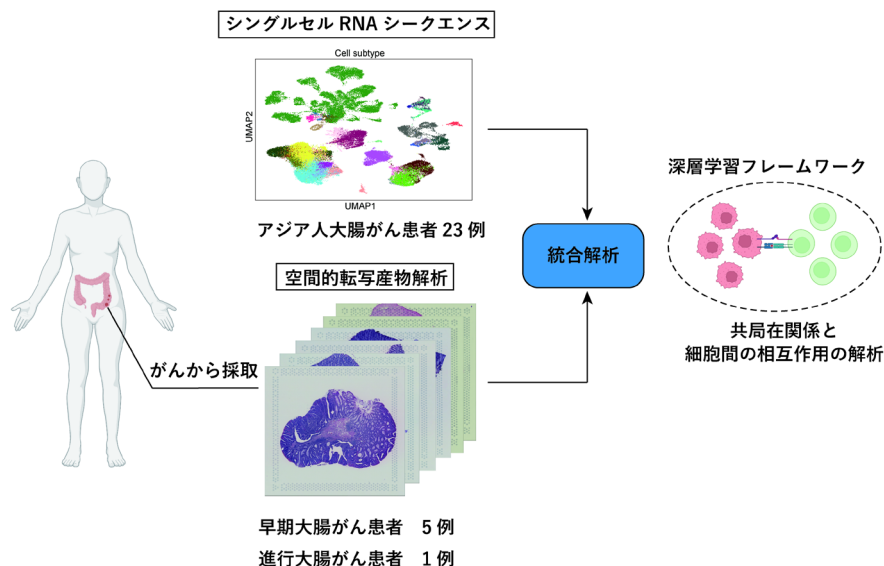 シングルセル RNA シークエンス
Cell subtype
UMAP2
UMAP1
アジア人大腸がん患者 23 例
空間的転写産物解析
がんから採取
早期大腸がん患者　5 例
進行大腸がん患者　1 例
統合解析
深層学習フレームワーク
共局在関係と
細胞間の相互作用の解析